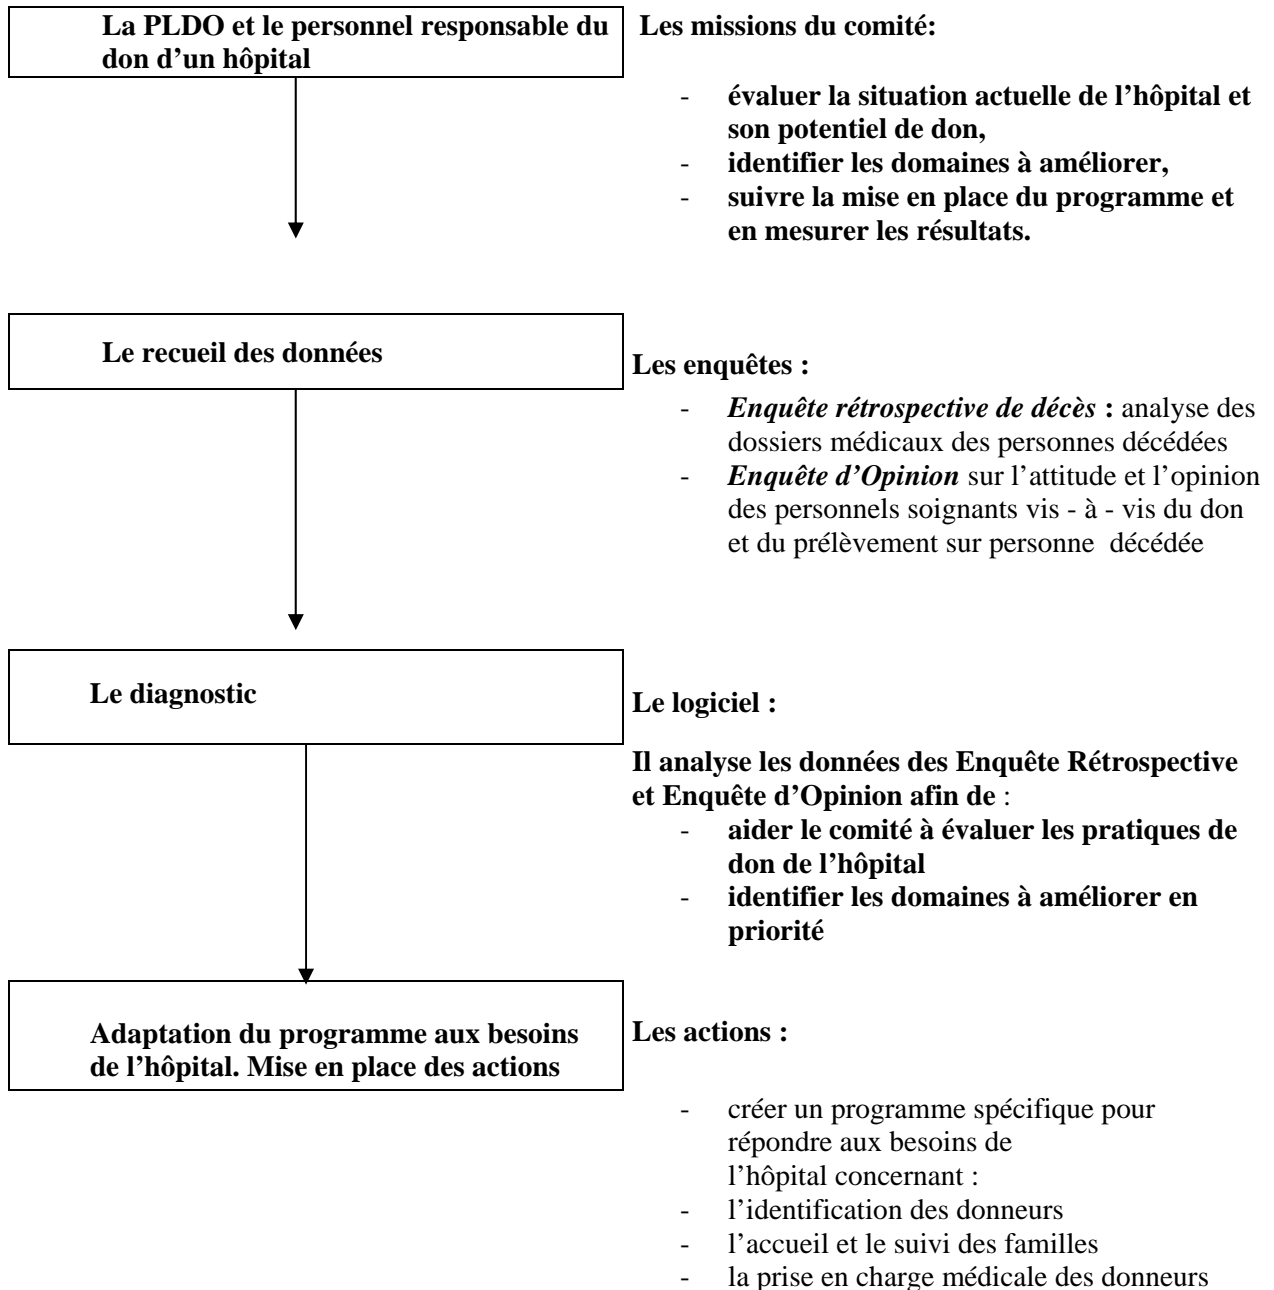 La PLDO et le personnel responsable du
don d’un hôpital
Les missions du comité:
- évaluer la situation actuelle de l’hôpital et
son potentiel de don,
- identifier les domaines à améliorer,
- suivre la mise en place du programme et
en mesurer les résultats.
Le recueil des données
Les enquêtes :
- Enquête rétrospective de décès : analyse des
dossiers médicaux des personnes décédées
- Enquête d’Opinion sur l’attitude et l’opinion
des personnels soignants vis - à - vis du don
et du prélèvement sur personne décédée
Le diagnostic
Le logiciel :
Il analyse les données des Enquête Rétrospective
et Enquête d’Opinion afin de :
- aider le comité à évaluer les pratiques de
don de l’hôpital
- identifier les domaines à améliorer en
priorité
Adaptation du programme aux besoins
de l’hôpital. Mise en place des actions
Les actions :
- créer un programme spécifique pour
répondre aux besoins de
l’hôpital concernant :
- l’identification des donneurs
- l’accueil et le suivi des familles
- la prise en charge médicale des donneurs